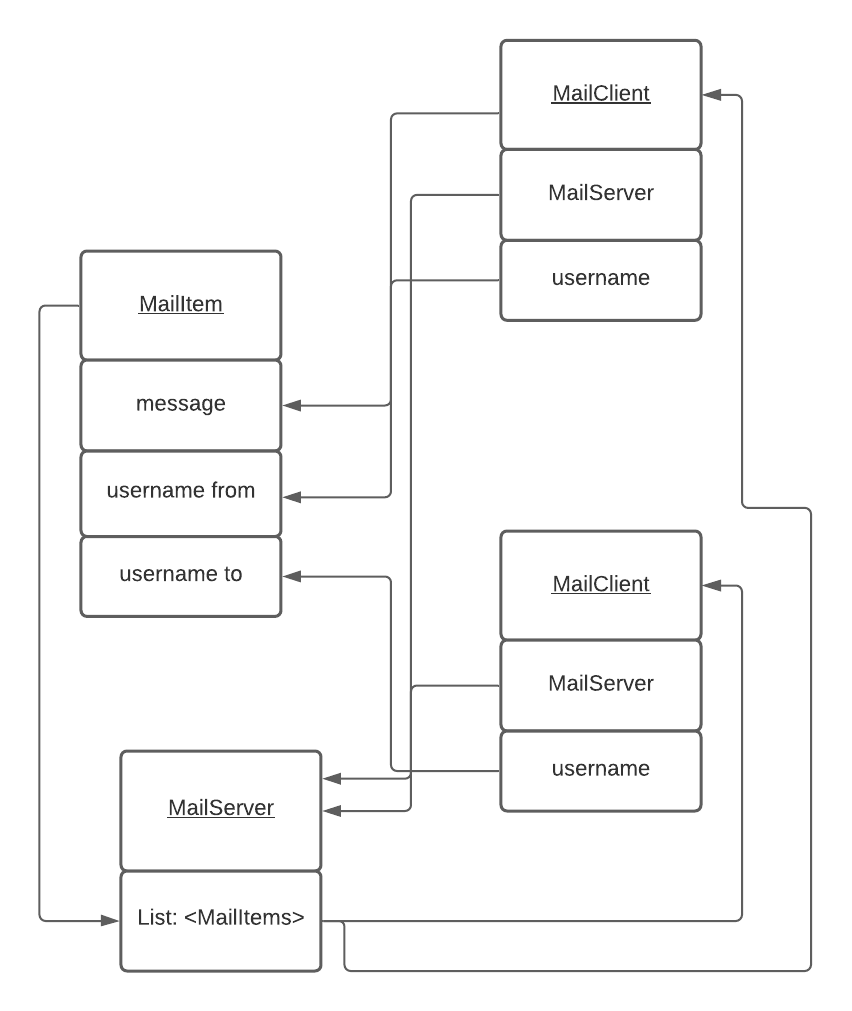 MailClient
MailServer
username
MailItem
message
username from
username to
MailClient
MailServer
username
MailServer
List: <MailItems>